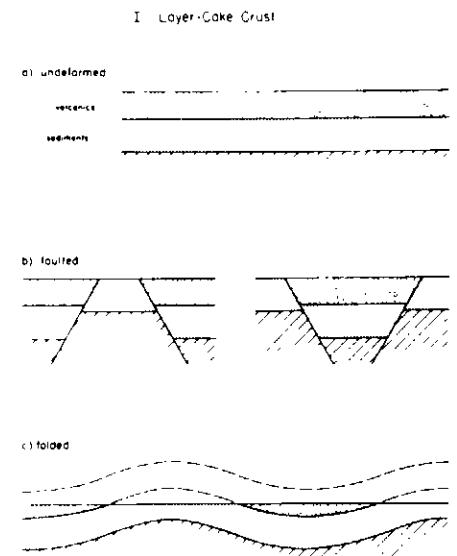 I Layer-Cake Crust
a) undeformed
volcanics
sediments
b) faulted
c) folded